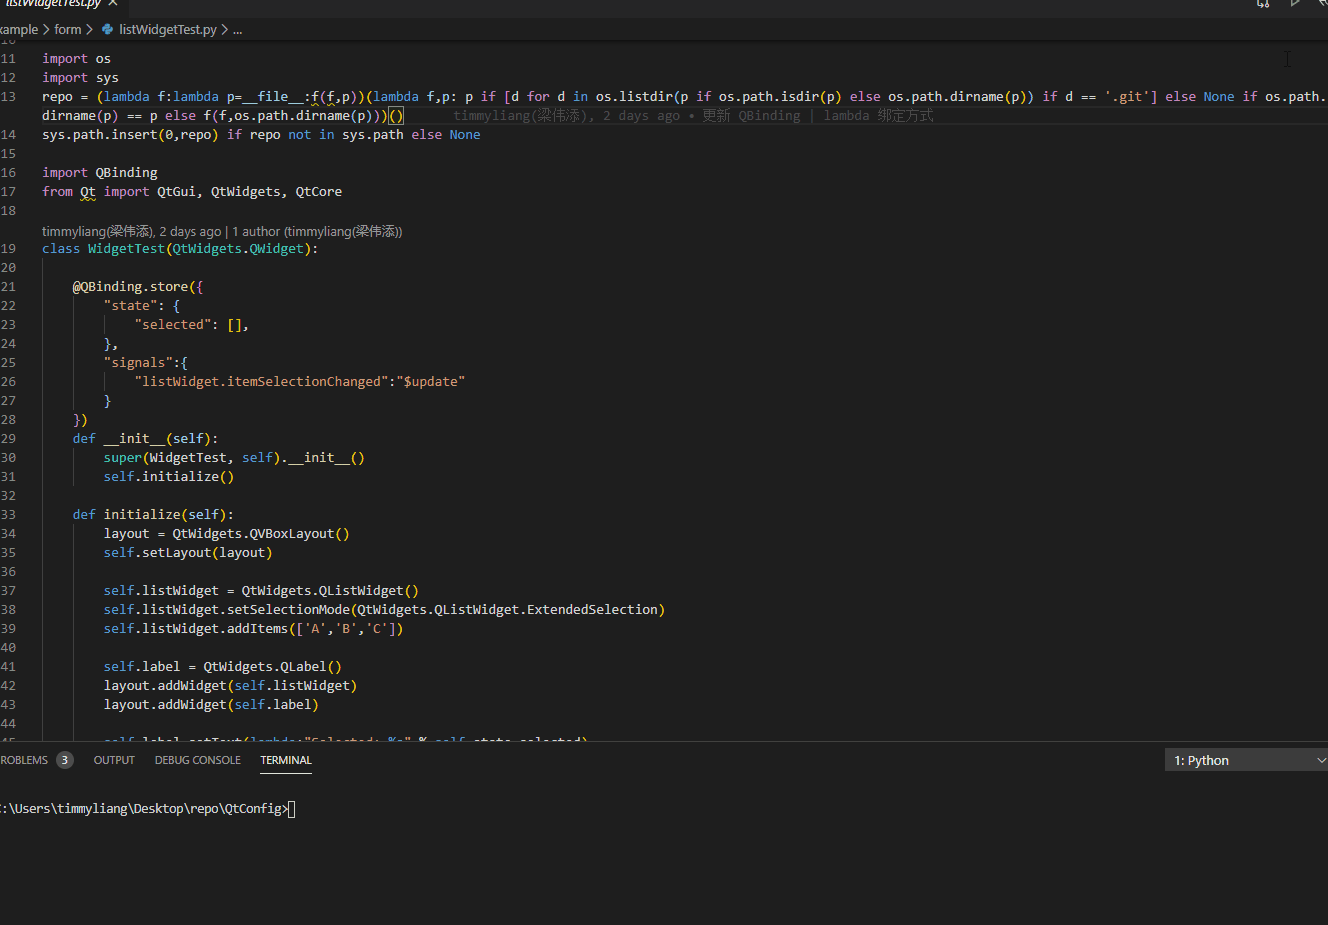 listWidgetTest.py
xample > form > listWidgetTest.py > ...
10
11 import os
12 import sys
13 repo = (lambda f:lambda p=__file__:f(f,p))(lambda f,p: p if [d for d in os.listdir(p if os.path.isdir(p) else os.path.dirname(p)) if d == '.git'] else None if os.path.
dirname(p) == p else f(f,os.path.dirname(p)))() timmyliang(梁伟添), 2 days ago • 更新 QBinding | lambda 绑定方式
14 sys.path.insert(0,repo) if repo not in sys.path else None
15
16 import QBinding
17 from Qt import QtGui, QtWidgets, QtCore
18
timmyliang(梁伟添), 2 days ago | 1 author (timmyliang(梁伟添))
19 class WidgetTest(QtWidgets.QWidget):
20
21 @QBinding.store({
22 "state": {
23 "selected": [],
24 },
25 "signals":{
26 "listWidget.itemSelectionChanged":"$update"
27 }
28 })
29 def __init__(self):
30 super(WidgetTest, self).__init__()
31 self.initialize()
32
33 def initialize(self):
34 layout = QtWidgets.QVBoxLayout()
35 self.setLayout(layout)
36
37 self.listWidget = QtWidgets.QListWidget()
38 self.listWidget.setSelectionMode(QtWidgets.QListWidget.ExtendedSelection)
39 self.listWidget.addItems(['A','B','C'])
40
41 self.label = QtWidgets.QLabel()
42 layout.addWidget(self.listWidget)
43 layout.addWidget(self.label)
44
45 self.label.setText(lambda:"Selected: %s" % self.state.selected)
ROBLEMS 3 OUTPUT DEBUG CONSOLE TERMINAL 1: Python
:\Users\timmyliang\Desktop\repo\QtConfig>